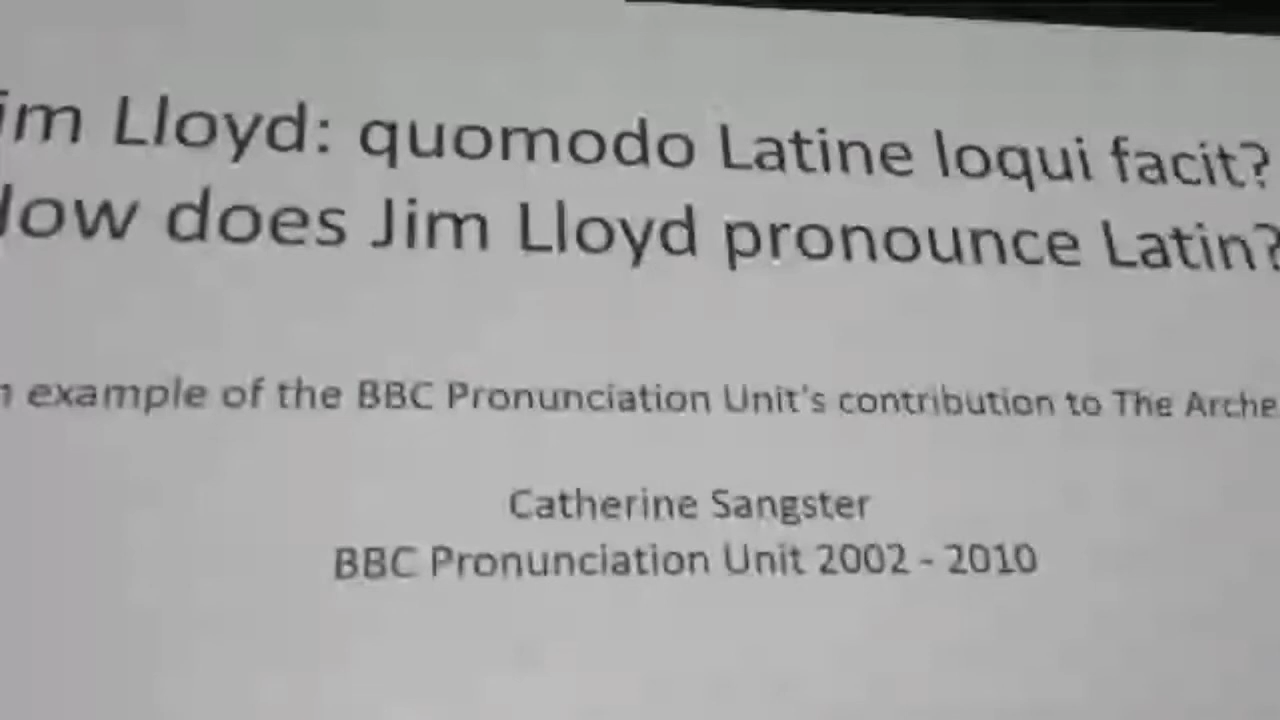 im Lloyd: quomodo Latine loqui facit?
low does Jim Lloyd pronounce Latin?
example of the BBC Pronunciation Unit's contribution to The Arche
Catherine Sangster
BBC Pronunciation Unit 2002 - 2010